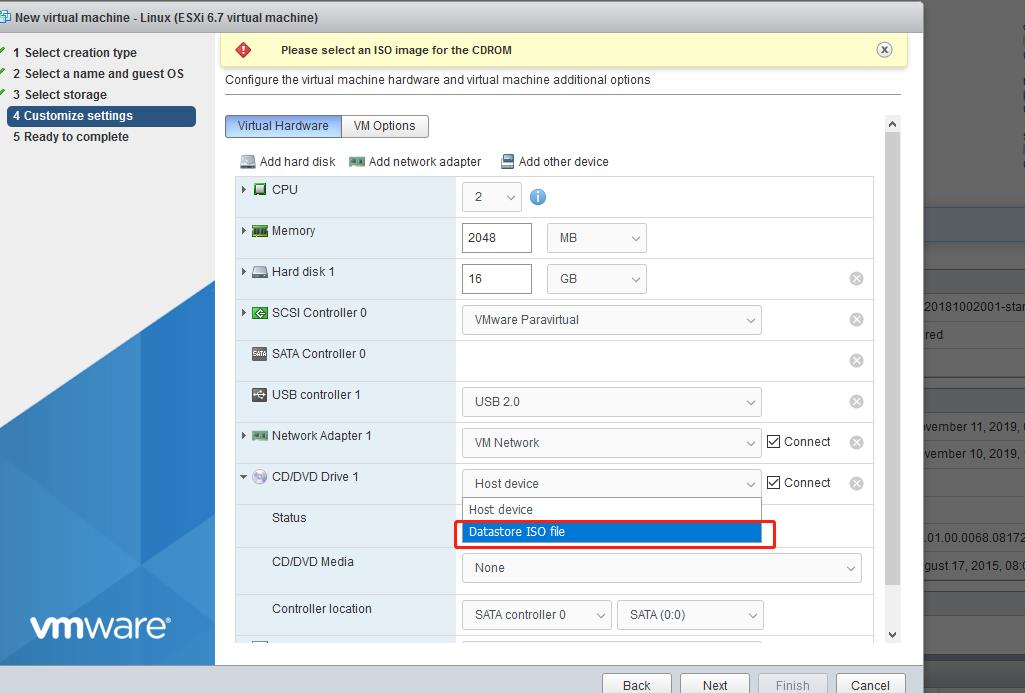 New virtual machine - Linux (ESXi 6.7 virtual machine)
1 Select creation type
2 Select a name and guest OS
3 Select storage
4 Customize settings
5 Ready to complete
Please select an ISO image for the CDROM
Configure the virtual machine hardware and virtual machine additional options
Virtual Hardware VM Options
Add hard disk Add network adapter Add other device
CPU 2
Memory 2048 MB
Hard disk 1 16 GB
SCSI Controller 0 VMware Paravirtual
SATA SATA Controller 0
USB controller 1 USB 2.0
Network Adapter 1 VM Network Connect
CD/DVD Drive 1 Host device Connect
Host device
Status
Datastore ISO file
CD/DVD Media None
Controller location SATA controller 0 SATA (0:0)
vmware®
Back Next Finish Cancel
20181002001-star
red
vember 11, 2019,
vember 10, 2019,
.01.00.0068.08172
gust 17, 2015, 08:0